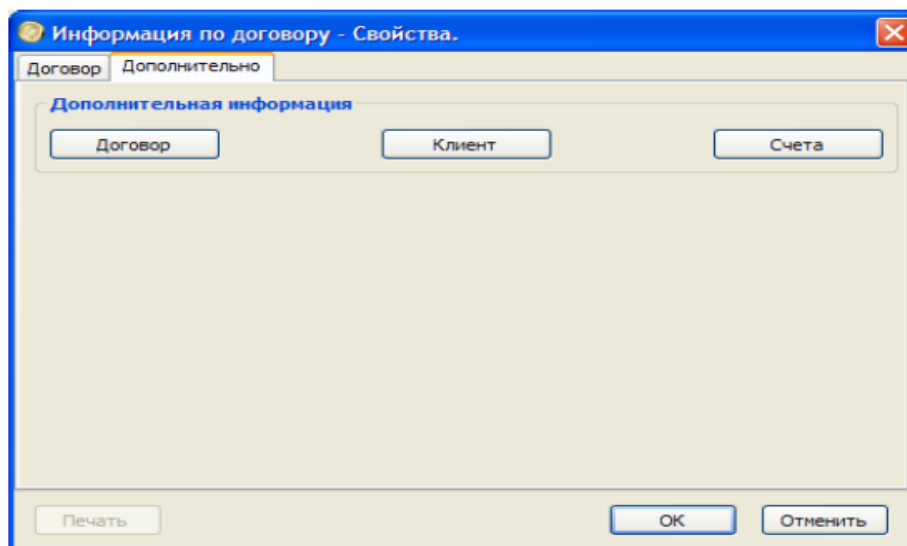 Информация по договору - Свойства.
Договор Дополнительно
Дополнительная информация
Договор Клиент Счета
Печать OK Отменить